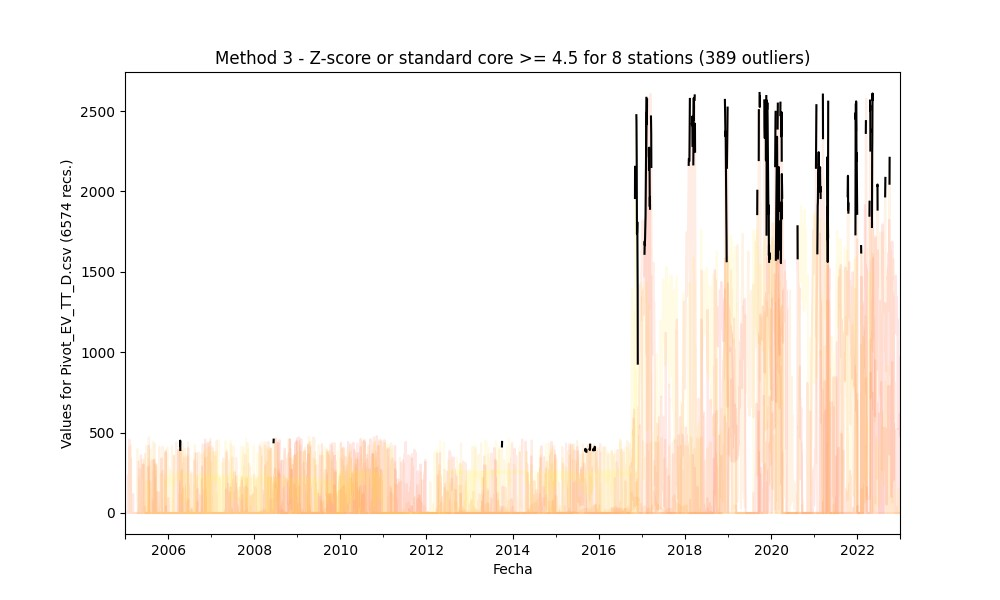 Method 3 - Z-score or standard core >= 4.5 for 8 stations (389 outliers)
Values for Pivot_EV_TT_D.csv (6574 recs.)
2500
2000
1500
1000
500
0
2006 2008 2010 2012 2014 2016 2018 2020 2022
Fecha